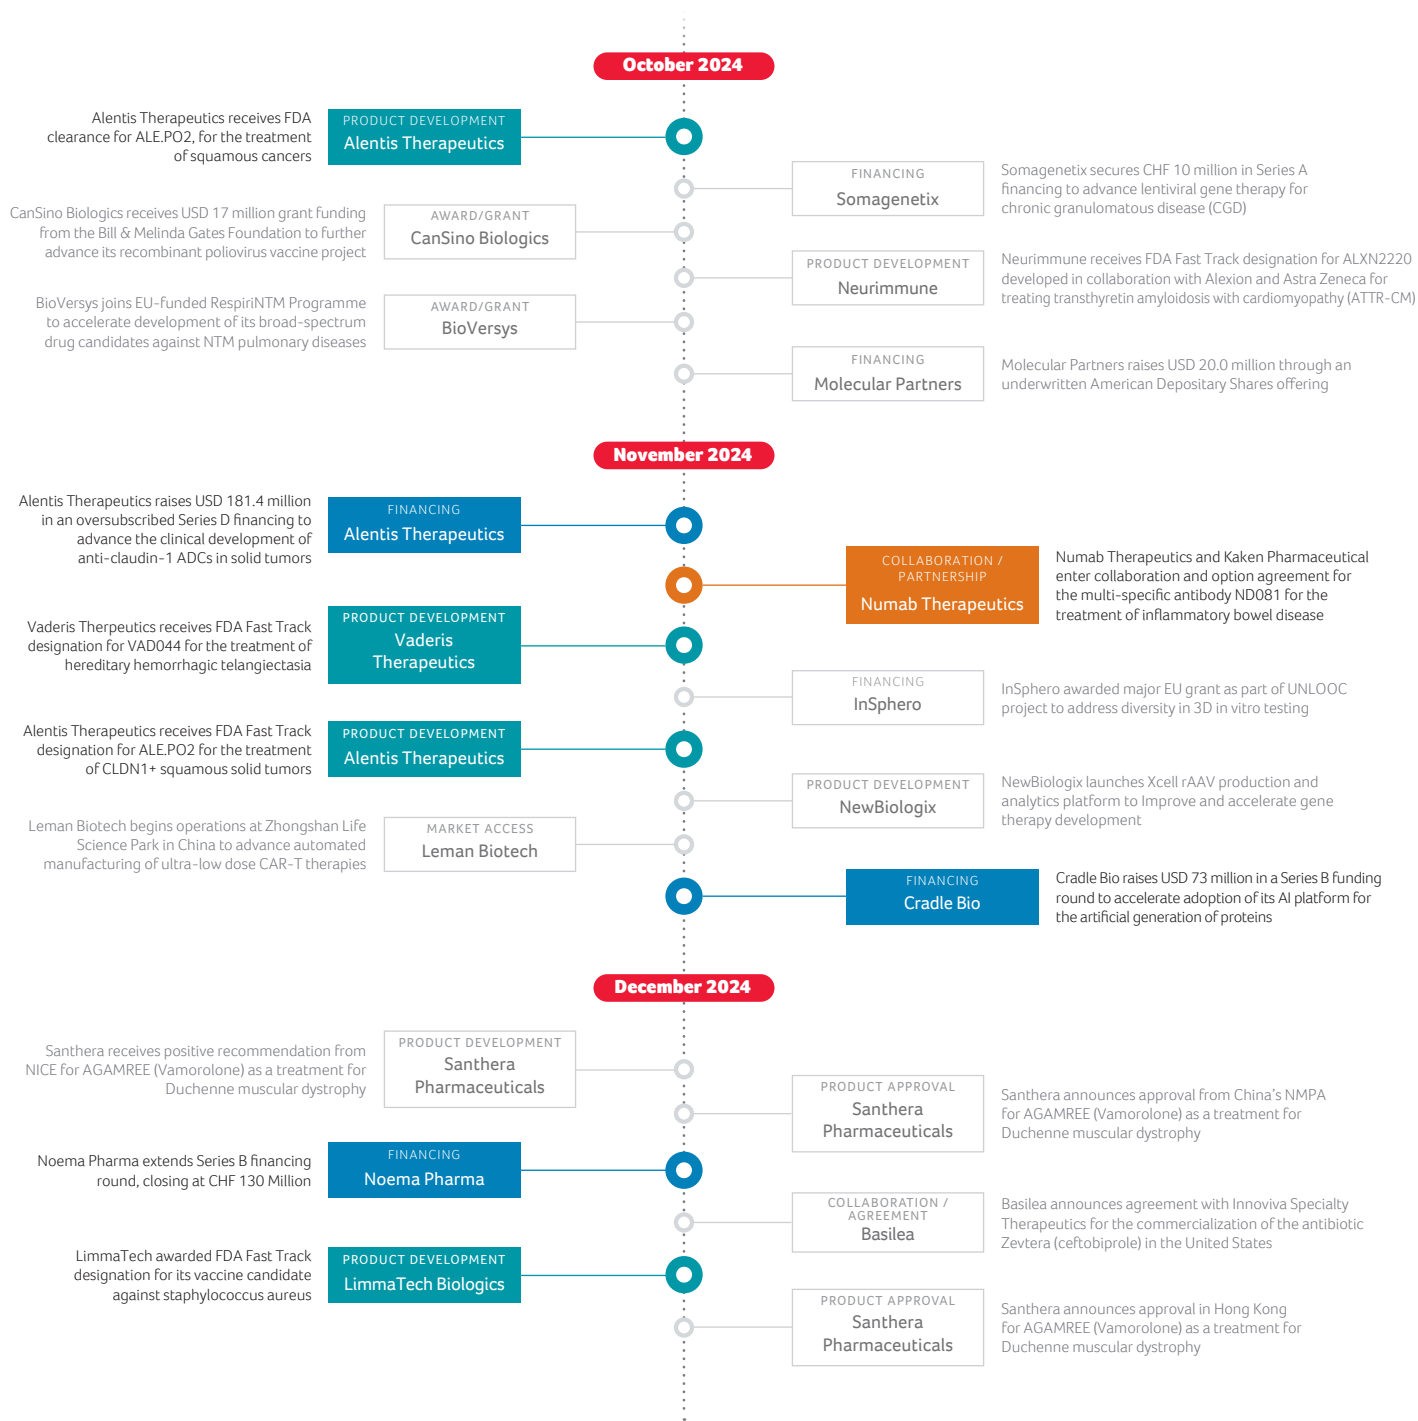 October 2024
Alentis Therapeutics receives FDA
clearance for ALE.PO2, for the treatment
of squamous cancers
PRODUCT DEVELOPMENT
Alentis Therapeutics
FINANCING
Somagenetix
Somagenetix secures CHF 10 million in Series A
financing to advance lentiviral gene therapy for
chronic granulomatous disease (CGD)
CanSino Biologics receives USD 17 million grant funding
from the Bill & Melinda Gates Foundation to further
advance its recombinant poliovirus vaccine project
AWARD/GRANT
CanSino Biologics
PRODUCT DEVELOPMENT
Neurimmune
Neurimmune receives FDA Fast Track designation for ALXN2220
developed in collaboration with Alexion and Astra Zeneca for
treating transthyretin amyloidosis with cardiomyopathy (ATTR-CM)
BioVersys joins EU-funded RespiriNTM Programme
to accelerate development of its broad-spectrum
drug candidates against NTM pulmonary diseases
AWARD/GRANT
BioVersys
FINANCING
Molecular Partners
Molecular Partners raises USD 20.0 million through an
underwritten American Depositary Shares offering
November 2024
Alentis Therapeutics raises USD 181.4 million
in an oversubscribed Series D financing to
advance the clinical development of
anti-claudin-1 ADCs in solid tumors
FINANCING
Alentis Therapeutics
COLLABORATION /
PARTNERSHIP
Numab Therapeutics
Numab Therapeutics and Kaken Pharmaceutical
enter collaboration and option agreement for
the multi-specific antibody ND081 for the
treatment of inflammatory bowel disease
Vaderis Therpeutics receives FDA Fast Track
designation for VAD044 for the treatment of
hereditary hemorrhagic telangiectasia
PRODUCT DEVELOPMENT
Vaderis
Therapeutics
FINANCING
InSphero
InSphero awarded major EU grant as part of UNLOOC
project to address diversity in 3D in vitro testing
Alentis Therapeutics receives FDA Fast Track
designation for ALE.PO2 for the treatment
of CLDN1+ squamous solid tumors
PRODUCT DEVELOPMENT
Alentis Therapeutics
PRODUCT DEVELOPMENT
NewBiologix
NewBiologix launches Xcell rAAV production and
analytics platform to Improve and accelerate gene
therapy development
Leman Biotech begins operations at Zhongshan Life
Science Park in China to advance automated
manufacturing of ultra-low dose CAR-T therapies
MARKET ACCESS
Leman Biotech
FINANCING
Cradle Bio
Cradle Bio raises USD 73 million in a Series B funding
round to accelerate adoption of its AI platform for
the artificial generation of proteins
December 2024
Santhera receives positive recommendation from
NICE for AGAMREE (Vamorolone) as a treatment for
Duchenne muscular dystrophy
PRODUCT DEVELOPMENT
Santhera
Pharmaceuticals
PRODUCT APPROVAL
Santhera
Pharmaceuticals
Santhera announces approval from China's NMPA
for AGAMREE (Vamorolone) as a treatment for
Duchenne muscular dystrophy
Noema Pharma extends Series B financing
round, closing at CHF 130 Million
FINANCING
Noema Pharma
COLLABORATION /
AGREEMENT
Basilea
Basilea announces agreement with Innoviva Specialty
Therapeutics for the commercialization of the antibiotic
Zevtera (ceftobiprole) in the United States
LimmaTech awarded FDA Fast Track
designation for its vaccine candidate
against staphylococcus aureus
PRODUCT DEVELOPMENT
LimmaTech Biologics
PRODUCT APPROVAL
Santhera
Pharmaceuticals
Santhera announces approval in Hong Kong
for AGAMREE (Vamorolone) as a treatment for
Duchenne muscular dystrophy